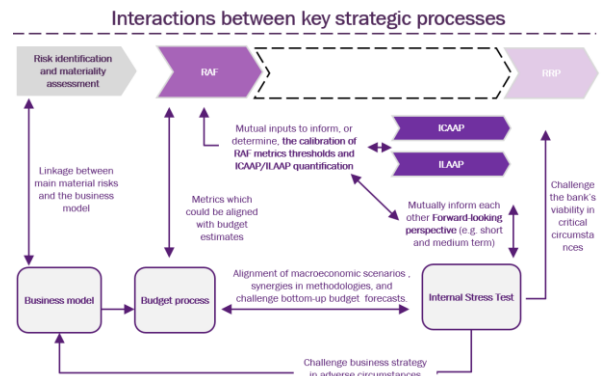 Interactions between key strategic processes
Risk identification
and materiality
assessment
RAF
RRP
Mutual inputs to inform, or
determine, the calibration of
RAF metrics thresholds and
ICAAP/ILAAP quantification
ICAAP
ILAAP
Linkage between
main material risks
and the business
model
Metrics which
could be aligned
with budget
estimates
Mutually inform each
other Forward-looking
perspective (e.g. short
and medium term)
Challenge
the bank's
viability in
critical
circumsta
nces
Business model
Budget process
Alignment of macroeconomic scenarios ,
synergies in methodologies, and
challenge bottom-up budget forecasts.
Internal Stress Test
Challenge business strategy
in adverse circumstances